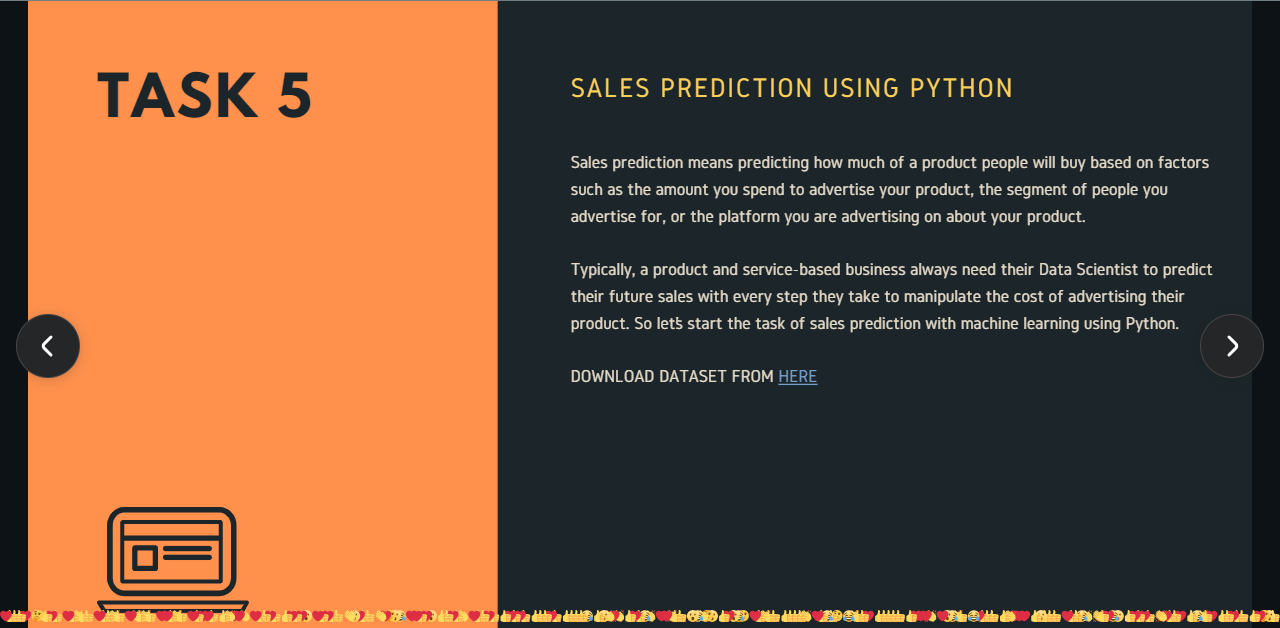 TASK 5
SALES PREDICTION USING PYTHON
Sales prediction means predicting how much of a product people will buy based on factors
such as the amount you spend to advertise your product, the segment of people you
advertise for, or the platform you are advertising on about your product.
Typically, a product and service-based business always need their Data Scientist to predict
their future sales with every step they take to manipulate the cost of advertising their
product. So let's start the task of sales prediction with machine learning using Python.
DOWNLOAD DATASET FROM HERE